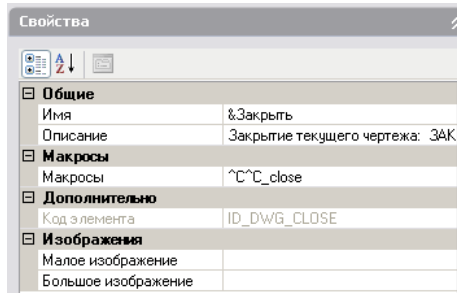 Свойства
Общие
Имя &Закрыть
Описание Закрытие текущего чертежа: ЗАК
Макросы
Макросы ^C^C_close
Дополнительно
Код элемента ID_DWG_CLOSE
Изображения
Малое изображение
Большое изображение